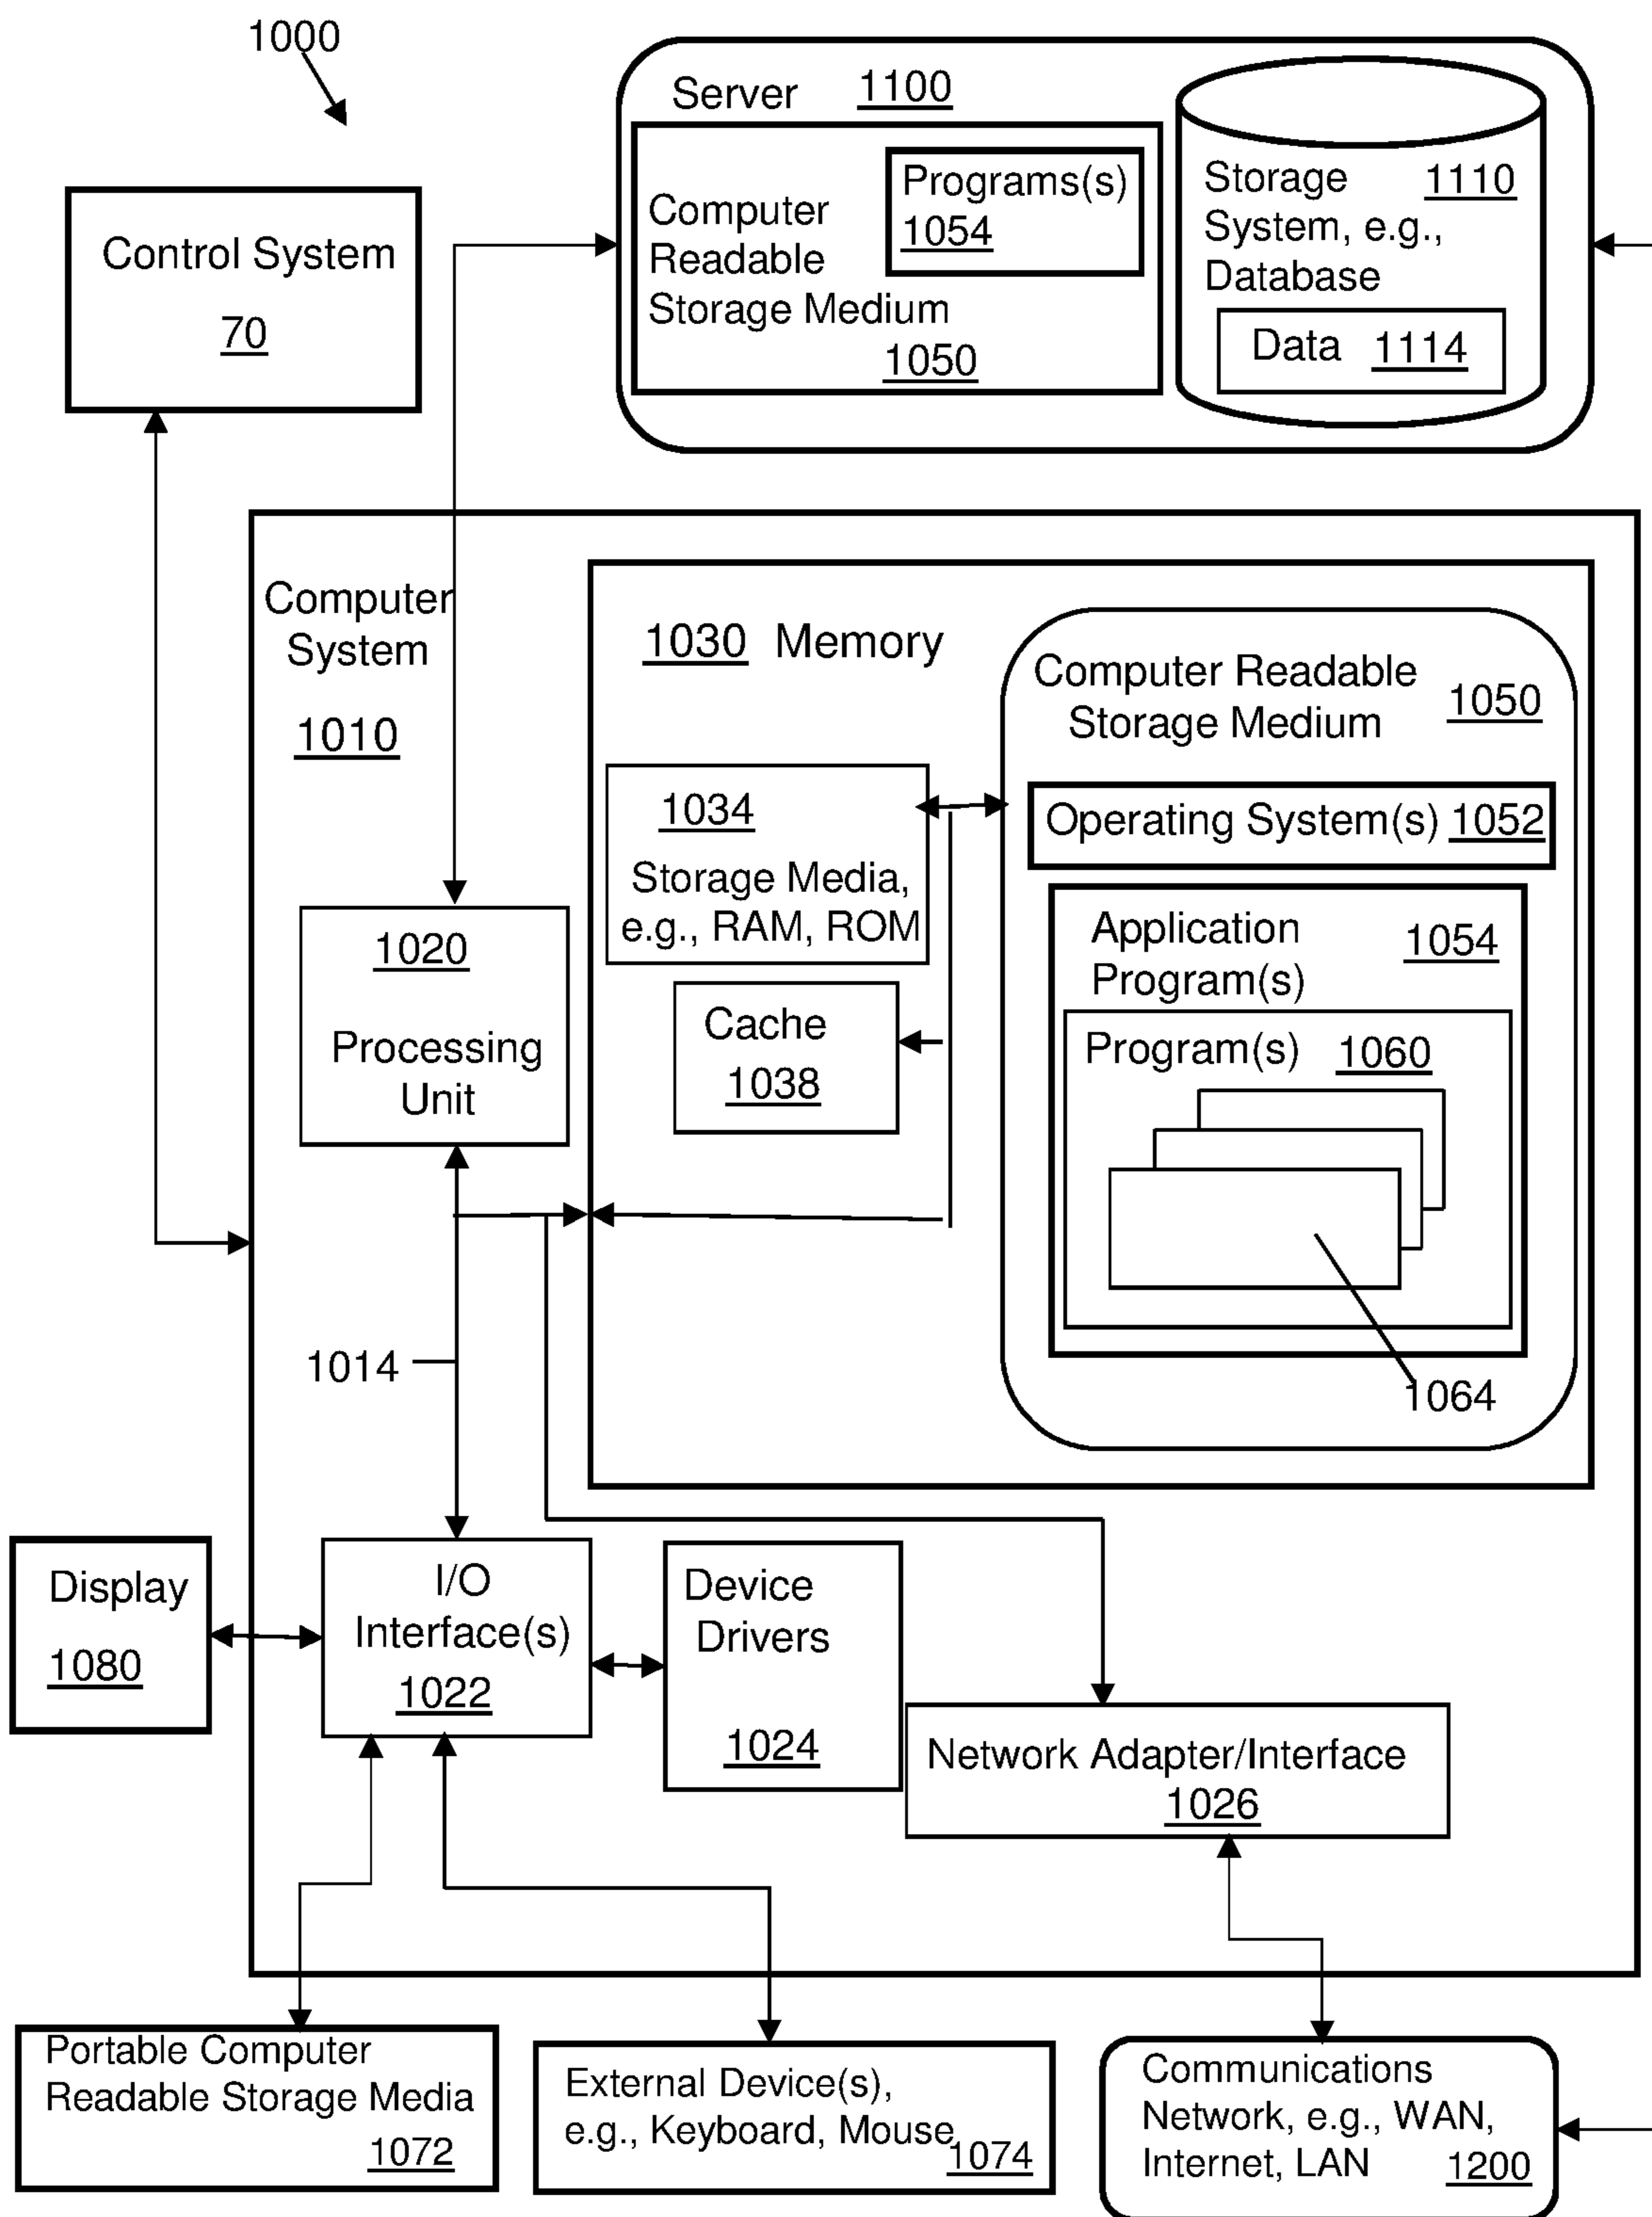 1000
Server 1100
Programs(s)
1054
Computer
Readable
Storage Medium
1050
Storage 1110
System, e.g.,
Database
Data 1114
Control System
70
Computer
System
1010
1030 Memory
Computer Readable
Storage Medium
1050
1034
Storage Media,
e.g., RAM, ROM
Operating System(s) 1052
Application
Program(s)
1054
Cache
1038
Program(s) 1060
1064
1020
Processing
Unit
1014
Display
1080
I/O
Interface(s)
1022
Device
Drivers
1024
Network Adapter/Interface
1026
Portable Computer
Readable Storage Media
1072
External Device(s),
e.g., Keyboard, Mouse
1074
Communications
Network, e.g., WAN,
Internet, LAN 1200